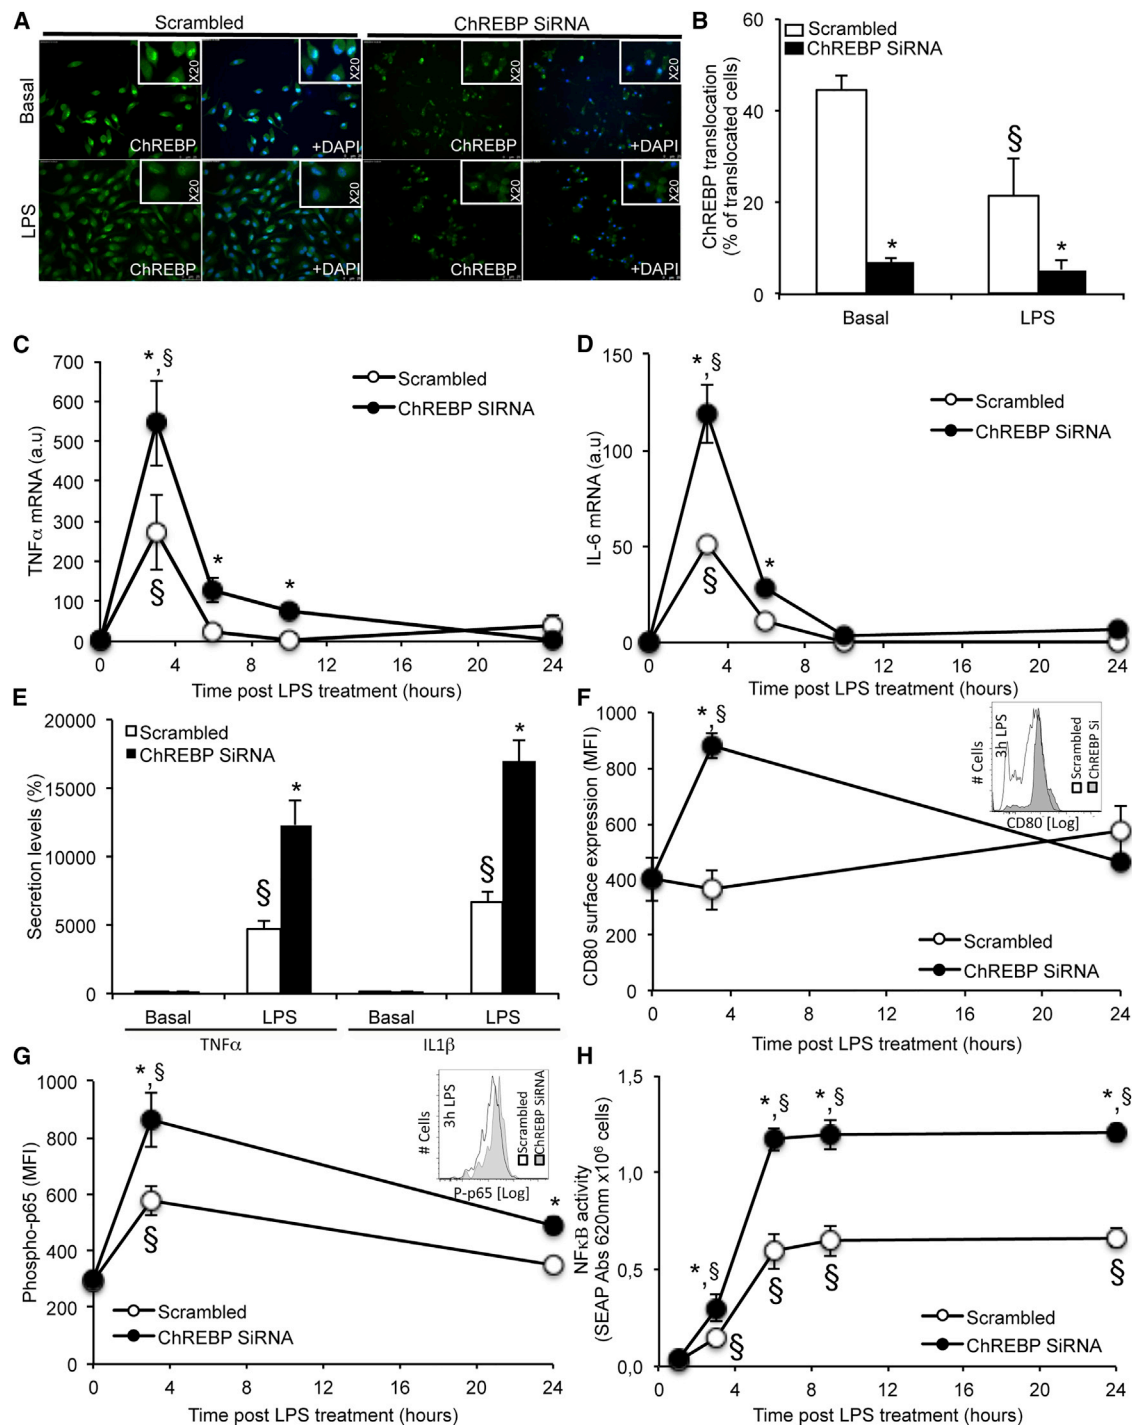 A
Scrambled
ChREBP SiRNA
Basal
X20
X20
X20
X20
ChREBP
+DAPI
ChREBP
+DAPI
LPS
X20
X20
X20
X20
ChREBP
+DAPI
ChREBP
+DAPI
B
ChREBP translocation
(% of translocated cells)
60
40
20
0
Scrambled
ChREBP SiRNA
*
§
*
Basal
LPS
C
TNFα mRNA (a.u)
700
600
500
400
300
200
100
0
*,§
§
*
*
Scrambled
ChREBP SIRNA
0 4 8 12 16 20 24
Time post LPS treatment (hours)
D
IL-6 mRNA (a.u)
150
100
50
0
*,§
§
*
Scrambled
ChREBP SiRNA
0 4 8 12 16 20 24
Time post LPS treatment (hours)
E
Secretion levels (%)
20000
15000
10000
5000
0
Scrambled
ChREBP SiRNA
§
*
§
*
Basal LPS Basal LPS
TNFα IL1β
F
CD80 surface expression (MFI)
1000
800
600
400
200
0
*,§
# Cells
3h LPS
Scrambled
ChREBP Si
CD80 [Log]
Scrambled
ChREBP SiRNA
0 4 8 12 16 20 24
Time post LPS treatment (hours)
G
Phospho-p65 (MFI)
1000
800
600
400
200
0
*,§
§
*
# Cells
3h LPS
Scrambled
ChREBP SiRNA
P-p65 [Log]
Scrambled
ChREBP SiRNA
0 4 8 12 16 20 24
Time post LPS treatment (hours)
H
NFκB activity
(SEAP Abs 620nm x10⁶ cells)
1,5
1,0
0,5
0,0
*,§
*,§
*,§
*,§
§
§
§
§
Scrambled
ChREBP SiRNA
0 4 8 12 16 20 24
Time post LPS treatment (hours)